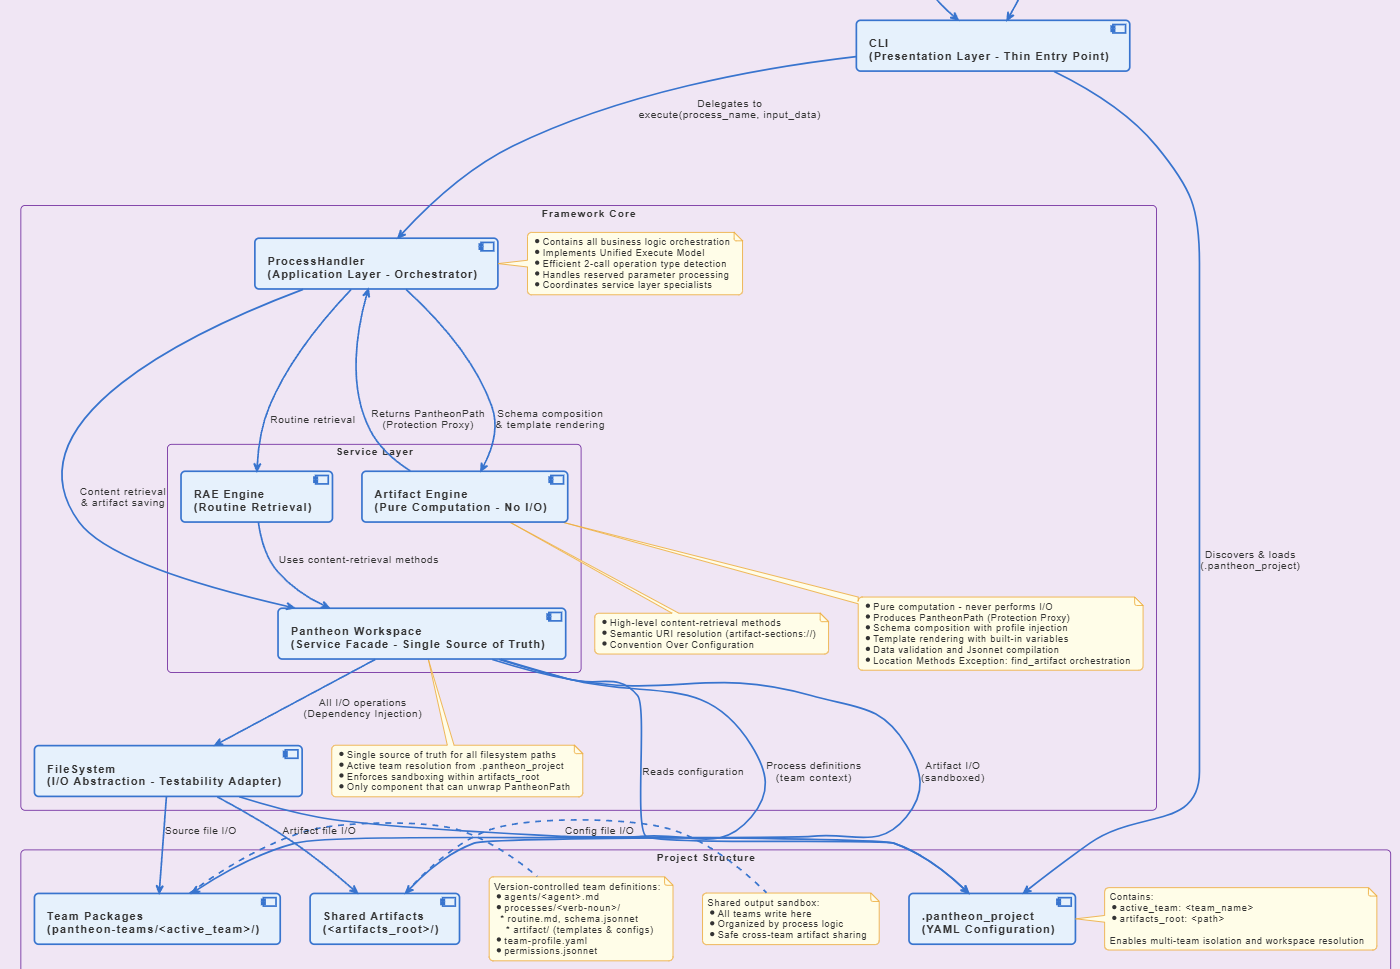 CLI
(Presentation Layer - Thin Entry Point)
Delegates to
execute(process_name, input_data)
Framework Core
ProcessHandler
(Application Layer - Orchestrator)
Contains all business logic orchestration
Implements Unified Execute Model
Efficient 2-call operation type detection
Handles reserved parameter processing
Coordinates service layer specialists
Routine retrieval
Returns PantheonPath
(Protection Proxy)
Schema composition
& template rendering
Service Layer
Content retrieval
& artifact saving
RAE Engine
(Routine Retrieval)
Artifact Engine
(Pure Computation - No I/O)
Uses content-retrieval methods
Discovers & loads
(.pantheon_project)
Pantheon Workspace
(Service Facade - Single Source of Truth)
High-level content-retrieval methods
Semantic URI resolution (artifact-sections://)
Convention Over Configuration
Pure computation - never performs I/O
Produces PantheonPath (Protection Proxy)
Schema composition with profile injection
Template rendering with built-in variables
Data validation and Jsonnet compilation
Location Methods Exception: find_artifact orchestration
All I/O operations
(Dependency Injection)
FileSystem
(I/O Abstraction - Testability Adapter)
Single source of truth for all filesystem paths
Active team resolution from .pantheon_project
Enforces sandboxing within artifacts_root
Only component that can unwrap PantheonPath
Reads configuration
Process definitions
(team context)
Artifact I/O
(sandboxed)
Source file I/O
Artifact file I/O
Config file I/O
Project Structure
Team Packages
(pantheon-teams/<active_team>/)
Shared Artifacts
(<artifacts_root>/)
Version-controlled team definitions:
agents/<agent>.md
processes/<verb-noun>/
* routine.md, schema.jsonnet
* artifact/ (templates & configs)
team-profile.yaml
permissions.jsonnet
Shared output sandbox:
All teams write here
Organized by process logic
Safe cross-team artifact sharing
.pantheon_project
(YAML Configuration)
Contains:
active_team: <team_name>
artifacts_root: <path>
Enables multi-team isolation and workspace resolution